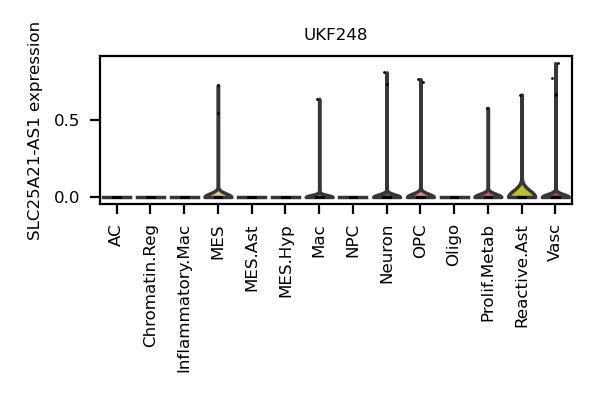 UKF248
SLC25A21-AS1 expression
0.5
0.0
AC
Chromatin.Reg
Inflammatory.Mac
MES
MES.Ast
MES.Hyp
Mac
NPC
Neuron
OPC
Oligo
Prolif.Metab
Reactive.Ast
Vasc